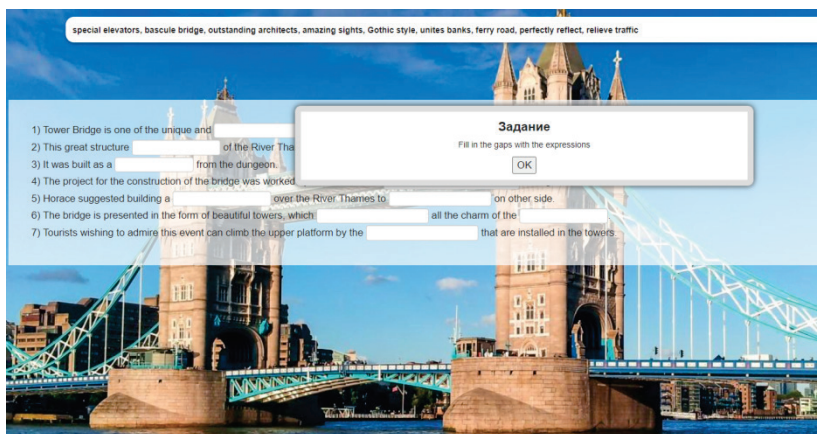 special elevators, bascule bridge, outstanding architects, amazing sights, Gothic style, unites banks, ferry road, perfectly reflect, relieve traffic
Задание
Fill in the gaps with the expressions
OK
1) Tower Bridge is one of the unique and
2) This great structure of the River Tha
3) It was built as a from the dungeon.
4) The project for the construction of the bridge was worked
5) Horace suggested building a over the River Thames to on other side.
6) The bridge is presented in the form of beautiful towers, which all the charm of the
7) Tourists wishing to admire this event can climb the upper platform by the that are installed in the towers